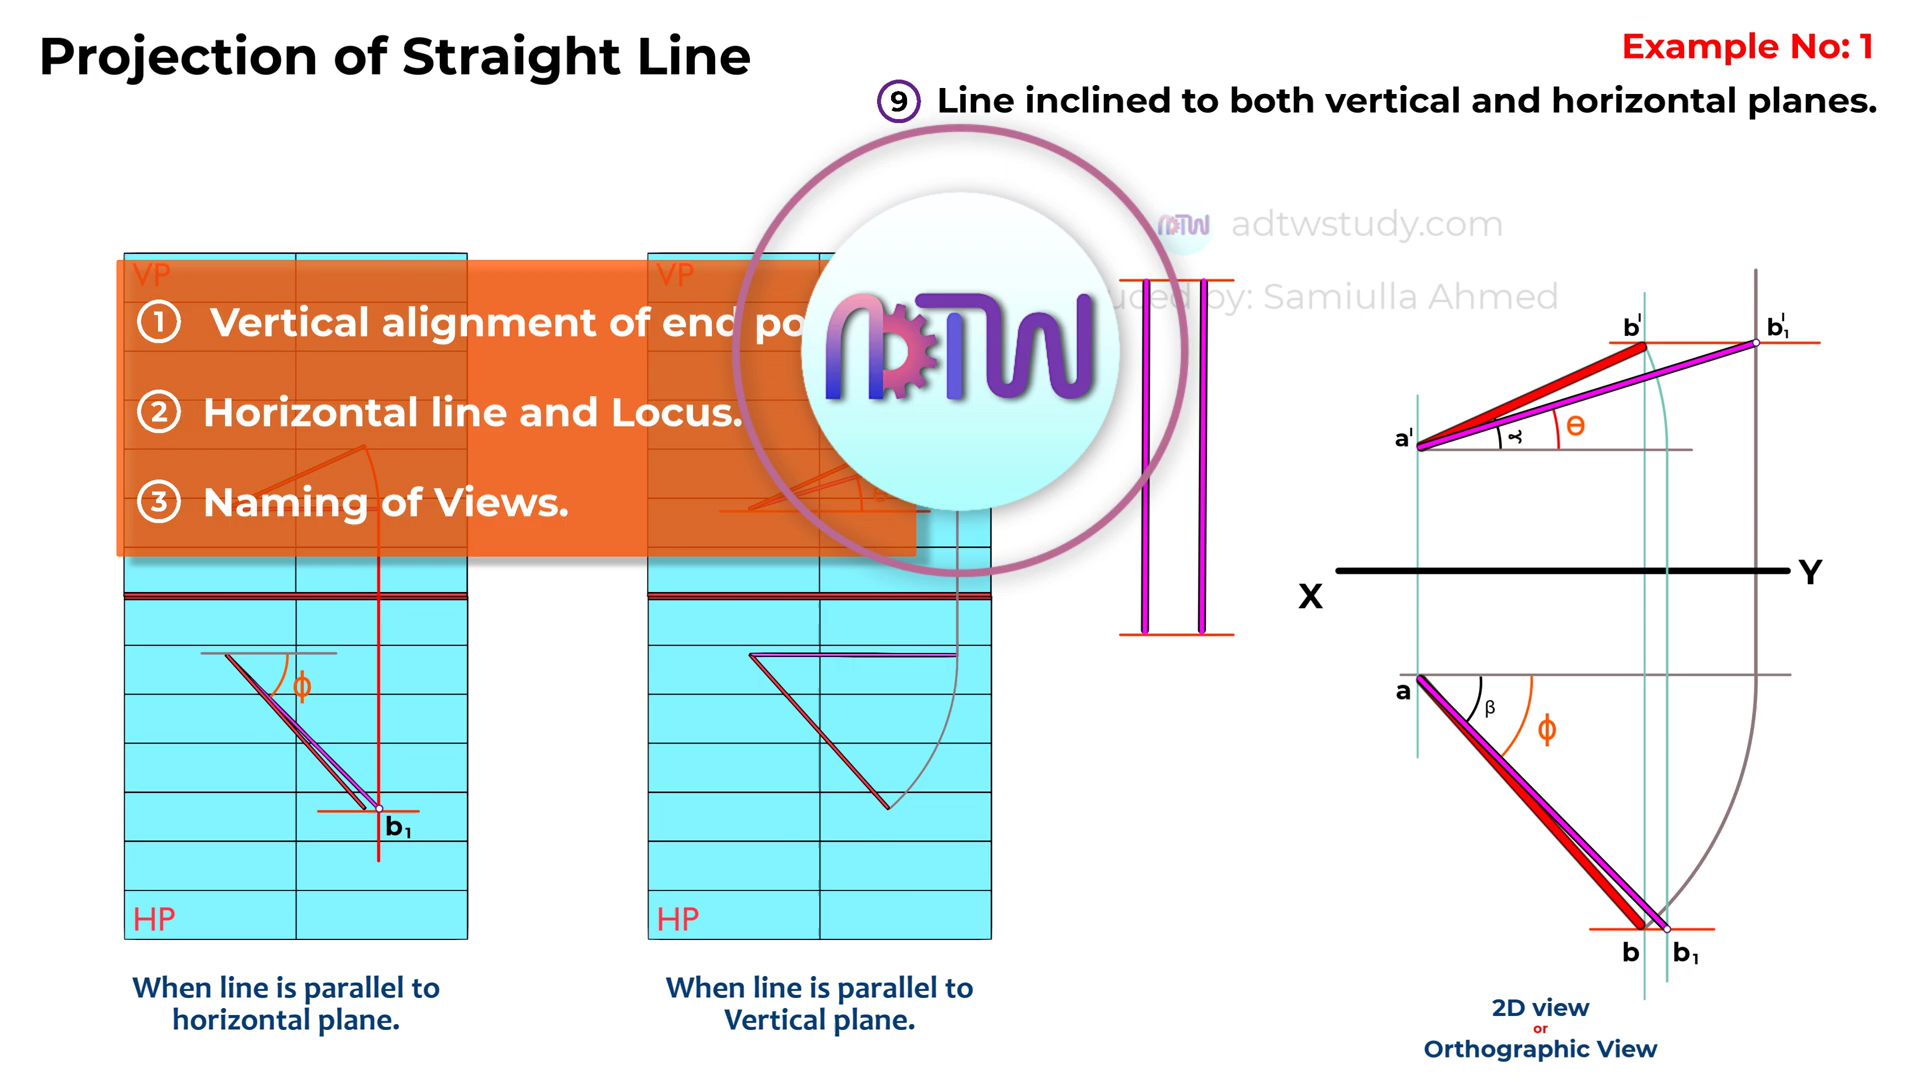 Projection of Straight Line
Example No: 1
9 Line inclined to both vertical and horizontal planes.
adtwstudy.com
by: Samiulla Ahmed
VP
VP
1 Vertical alignment of end
2 Horizontal line and Locus.
3 Naming of Views.
ADTW
b' b'₁
a' α θ
X Y
ϕ
a β ϕ
b₁
b b₁
HP
HP
When line is parallel to
horizontal plane.
When line is parallel to
Vertical plane.
2D view
or
Orthographic View